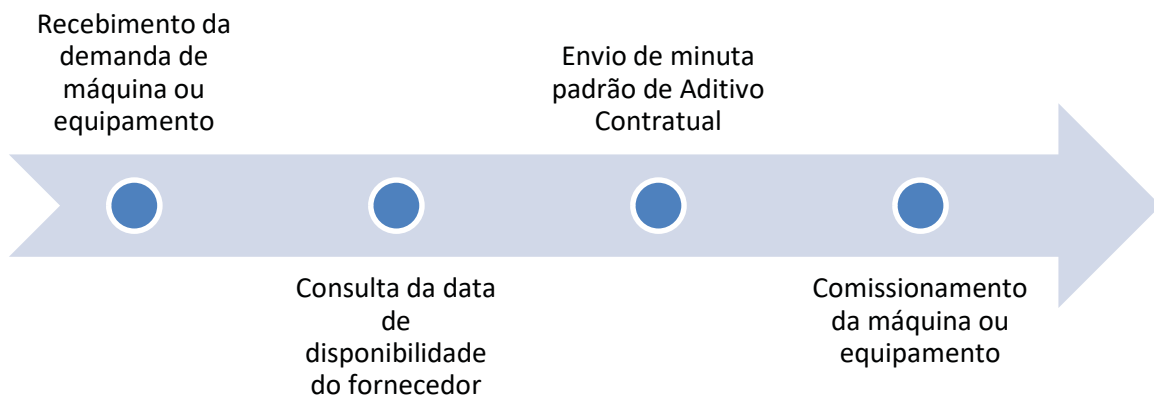 Recebimento da
demanda de
máquina ou
equipamento
Consulta da data
de
disponibilidade
do fornecedor
Envio de minuta
padrão de Aditivo
Contratual
Comissionamento
da máquina ou
equipamento